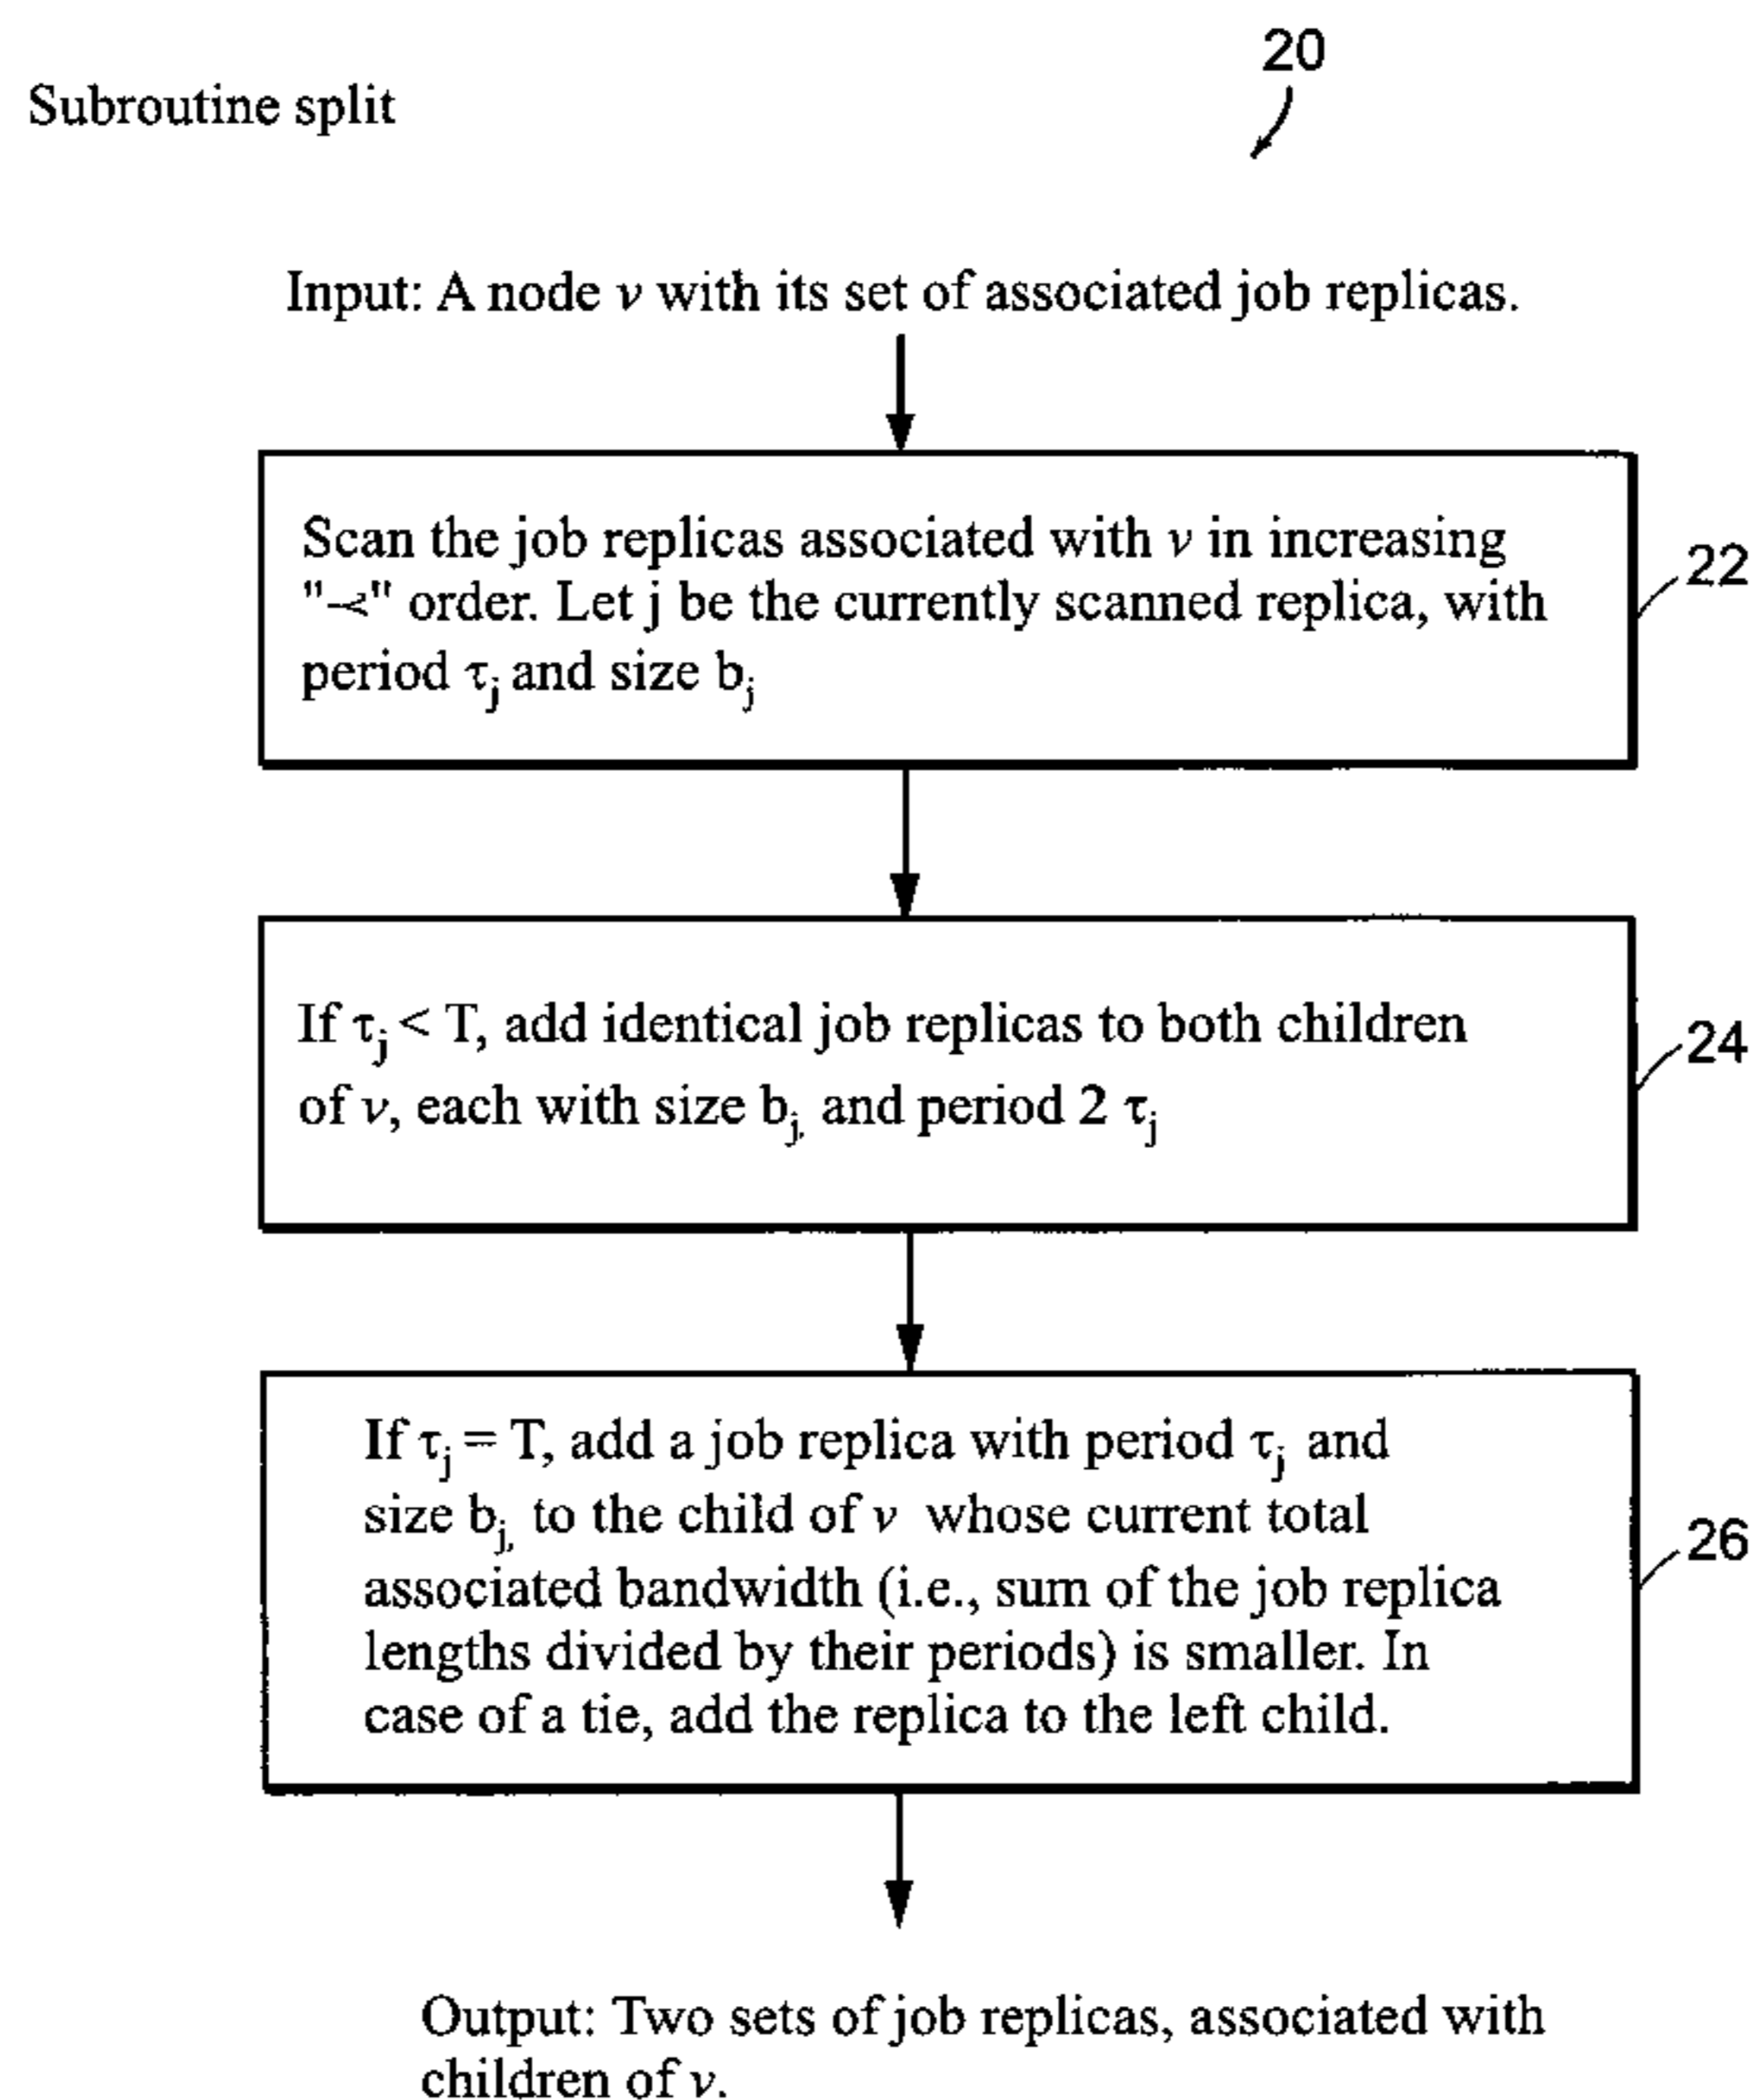 20
Subroutine split
Input: A node v with its set of associated job replicas.
Scan the job replicas associated with v in increasing
"≺" order. Let j be the currently scanned replica, with
period τj and size bj
22
If τj < T, add identical job replicas to both children
of v, each with size bj, and period 2 τj
24
If τj = T, add a job replica with period τj and
size bj, to the child of v whose current total
associated bandwidth (i.e., sum of the job replica
lengths divided by their periods) is smaller. In
case of a tie, add the replica to the left child.
26
Output: Two sets of job replicas, associated with
children of v.